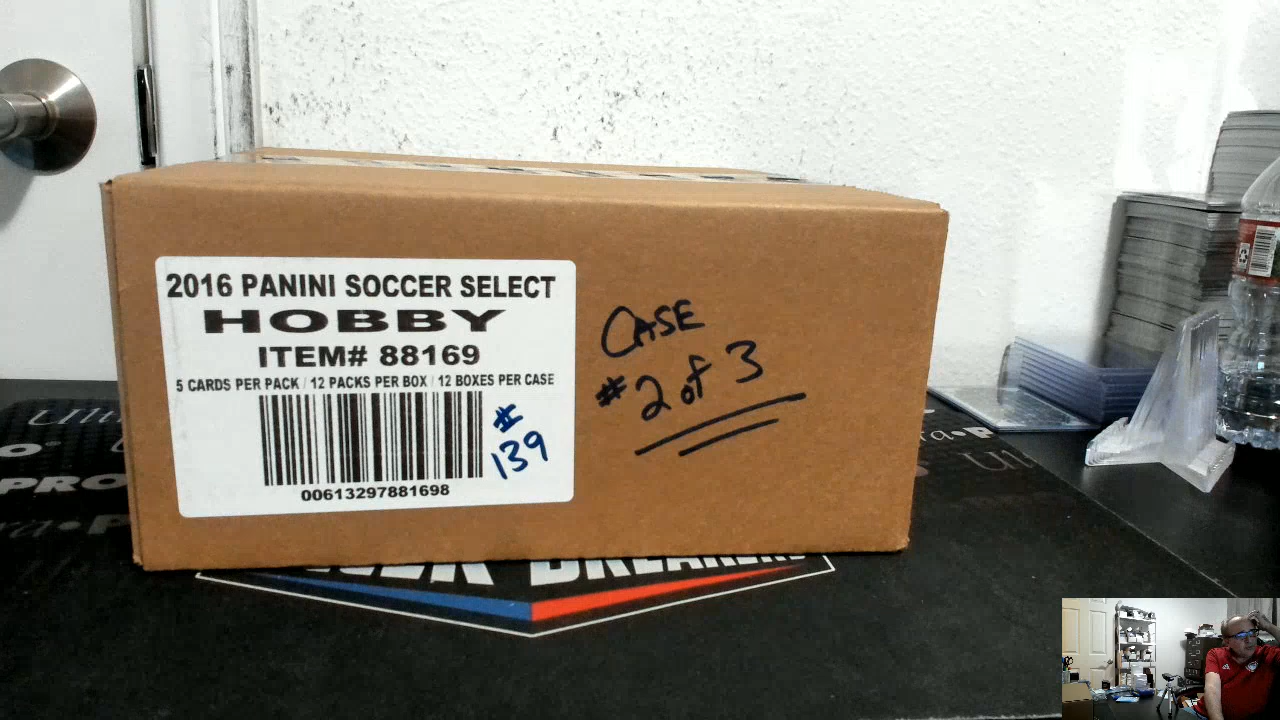 2016 PANINI SOCCER SELECT
HOBBY
ITEM# 88169
5 CARDS PER PACK / 12 PACKS PER BOX / 12 BOXES PER CASE
#
139
00613297881698
CASE
# 2 of 3
PRO